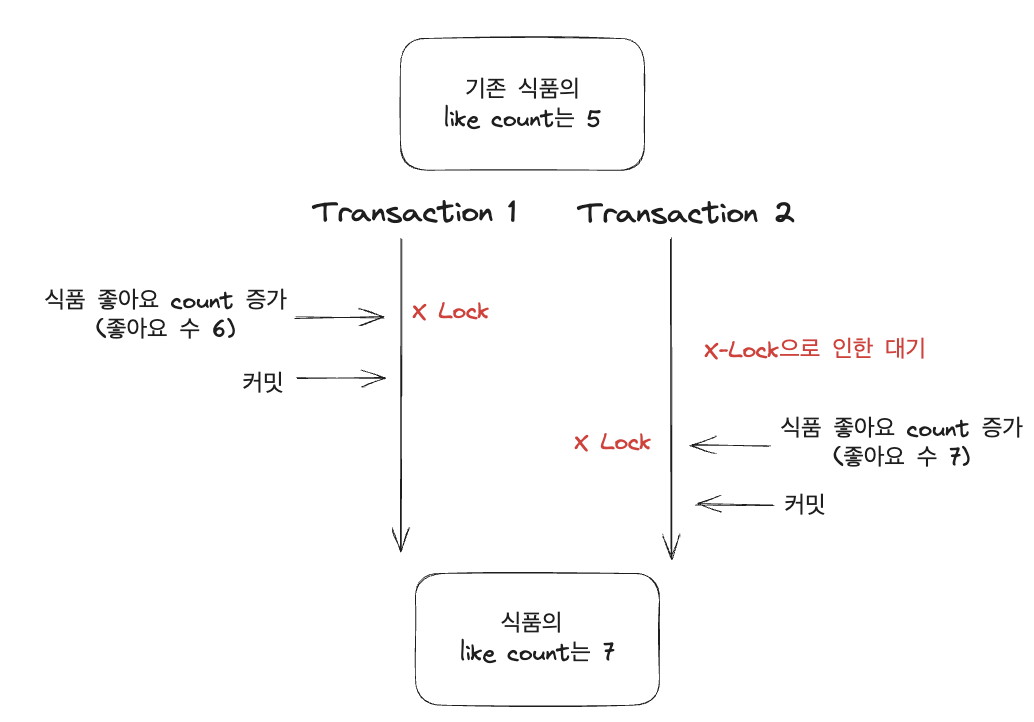 기존 식품의
like count는 5
Transaction 1
Transaction 2
식품 좋아요 count 증가
(좋아요 수 6)
X Lock
X-Lock으로 인한 대기
커밋
식품 좋아요 count 증가
(좋아요 수 7)
X Lock
커밋
식품의
like count는 7